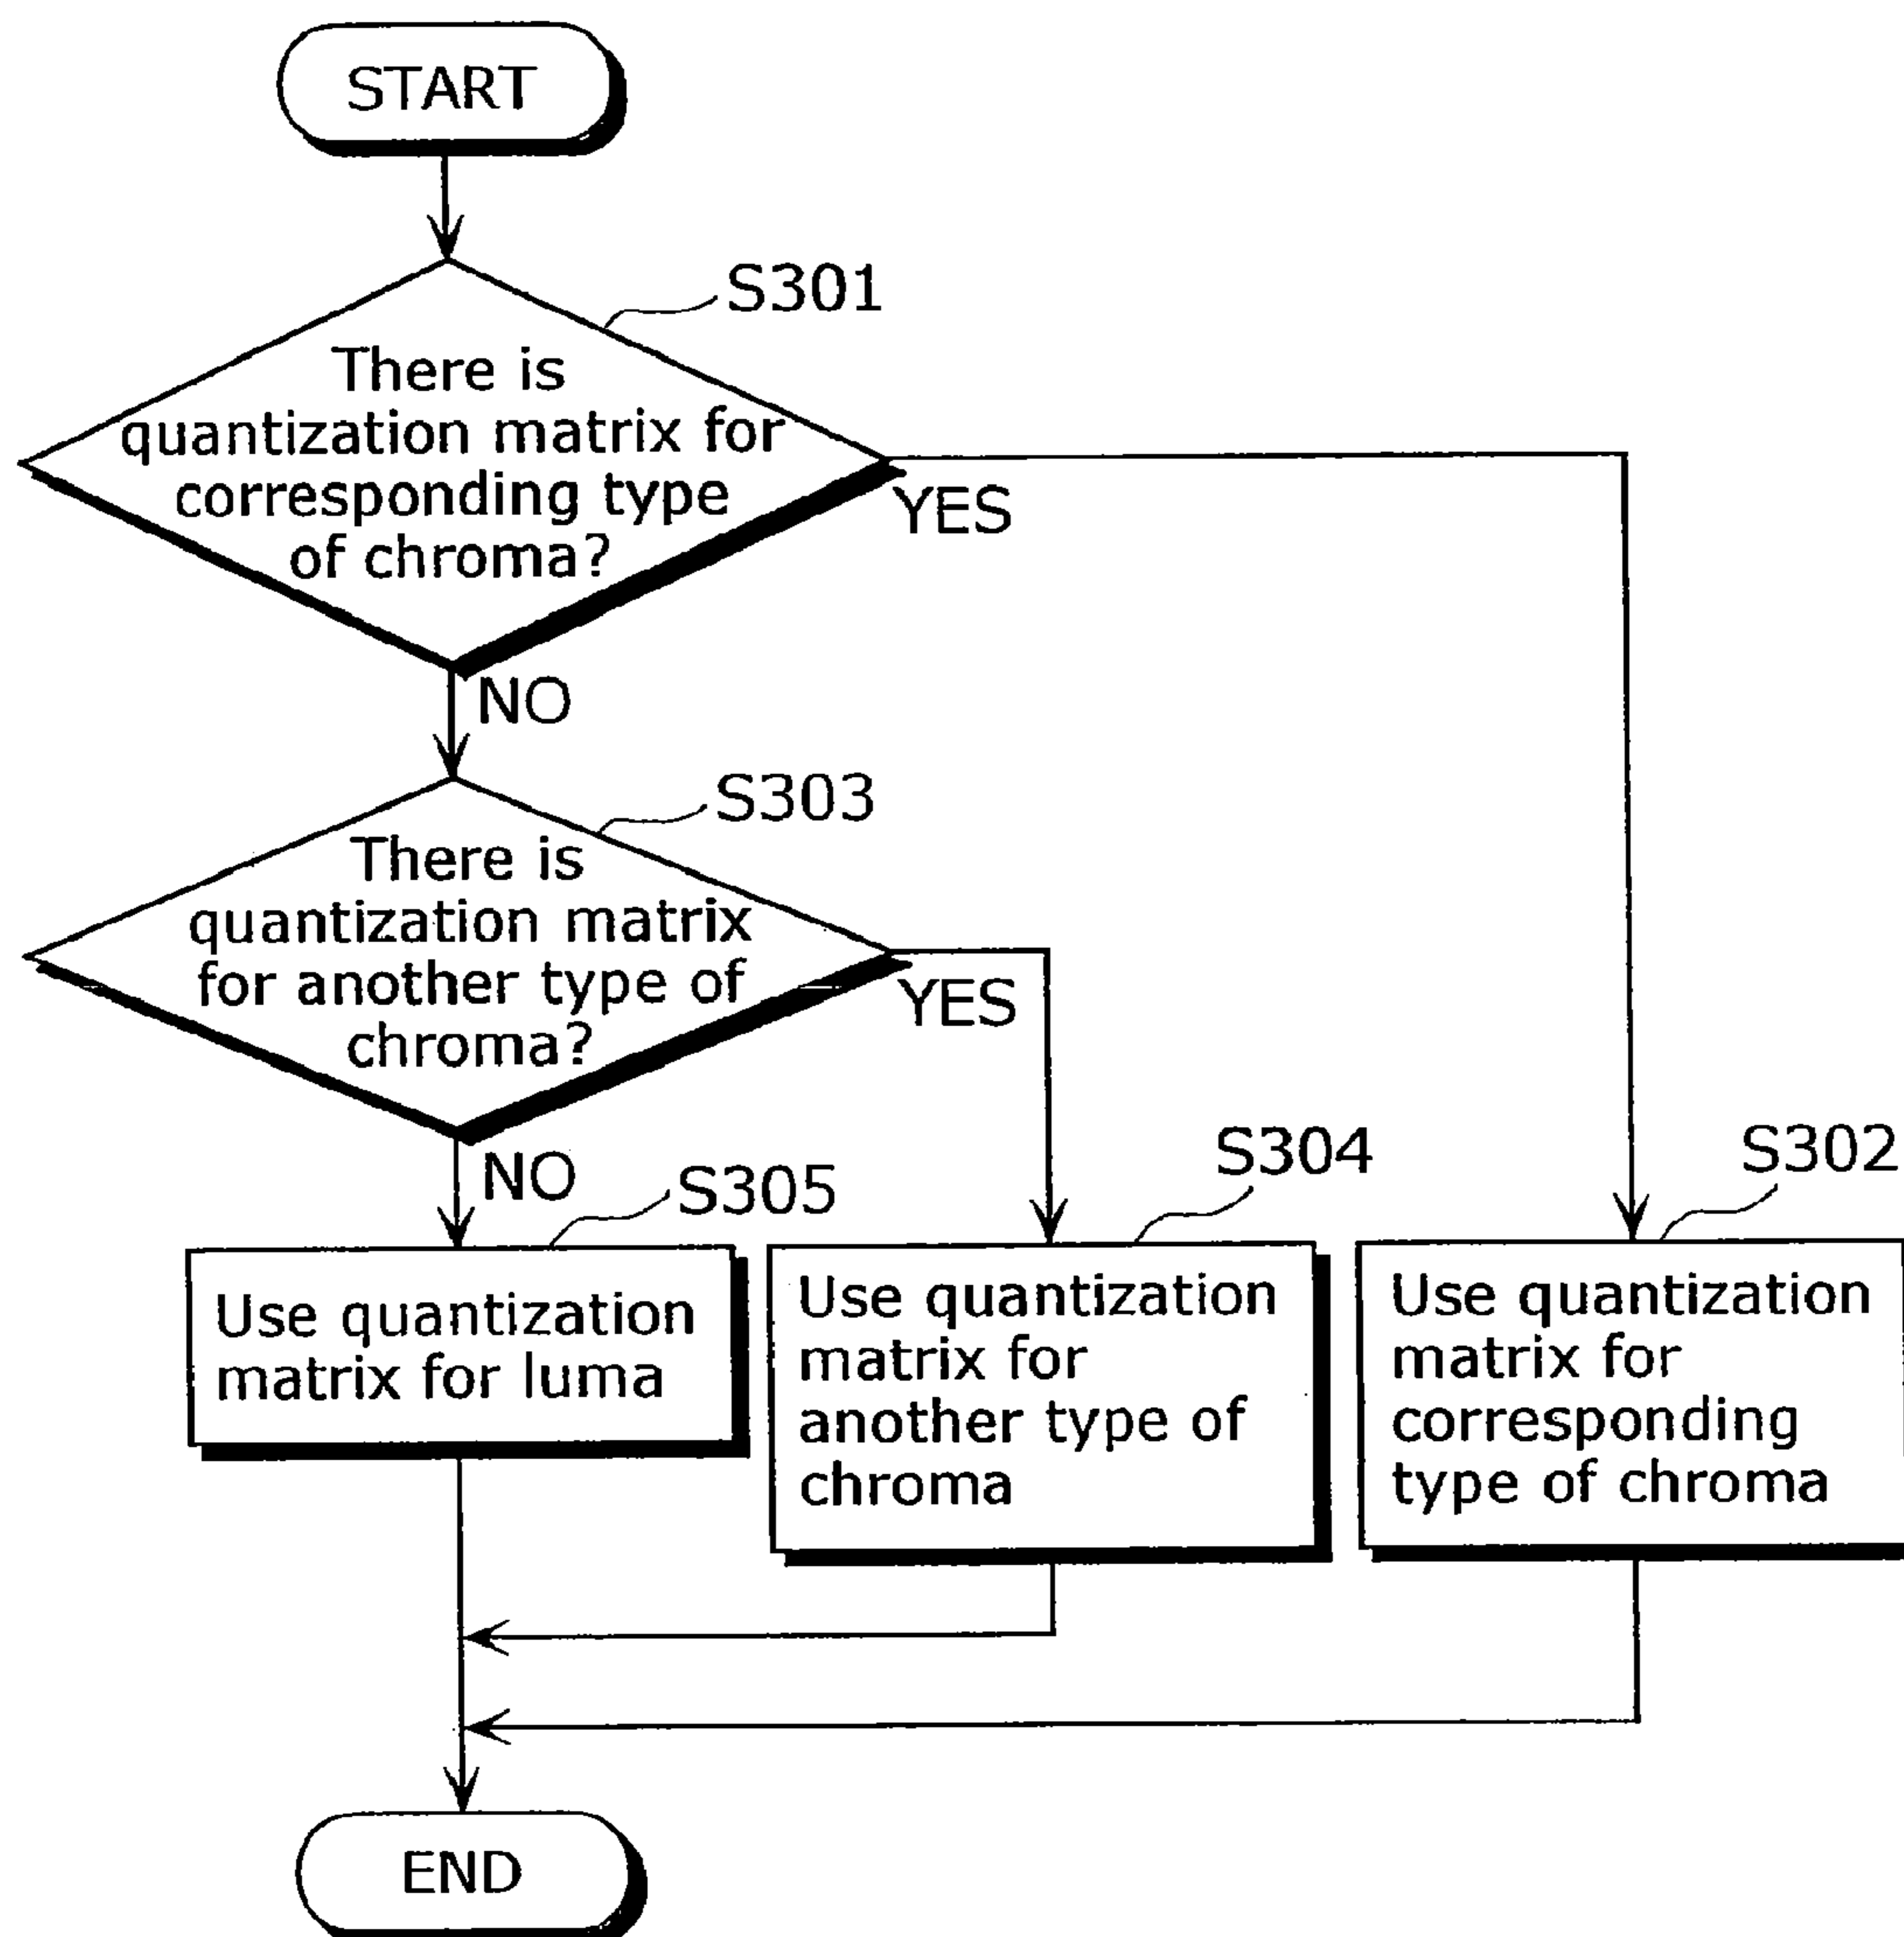 START
S301
There is
quantization matrix for
corresponding type
of chroma?
YES
NO
S303
There is
quantization matrix
for another type of
chroma?
YES
NO
S305
S304
S302
Use quantization
matrix for luma
Use quantization
matrix for
another type of
chroma
Use quantization
matrix for
corresponding
type of chroma
END